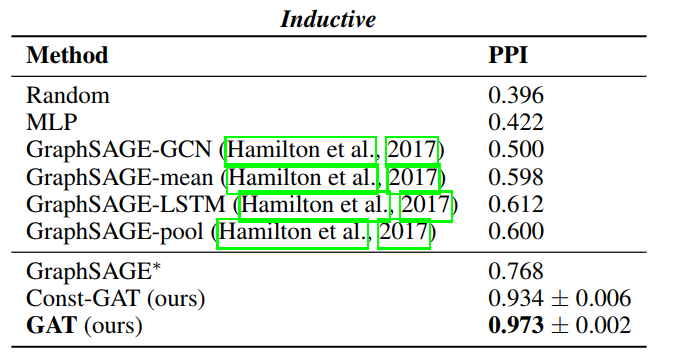 Inductive
Method PPI
Random 0.396
MLP 0.422
GraphSAGE-GCN (Hamilton et al., 2017) 0.500
GraphSAGE-mean (Hamilton et al., 2017) 0.598
GraphSAGE-LSTM (Hamilton et al., 2017) 0.612
GraphSAGE-pool (Hamilton et al., 2017) 0.600
GraphSAGE* 0.768
Const-GAT (ours) 0.934 ± 0.006
GAT (ours) 0.973 ± 0.002